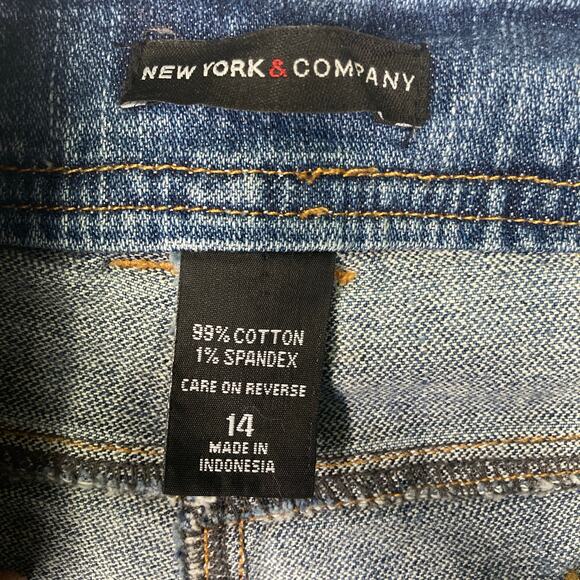 NEW YORK & COMPANY
99% COTTON
1% SPANDEX
CARE ON REVERSE
14
MADE IN
INDONESIA